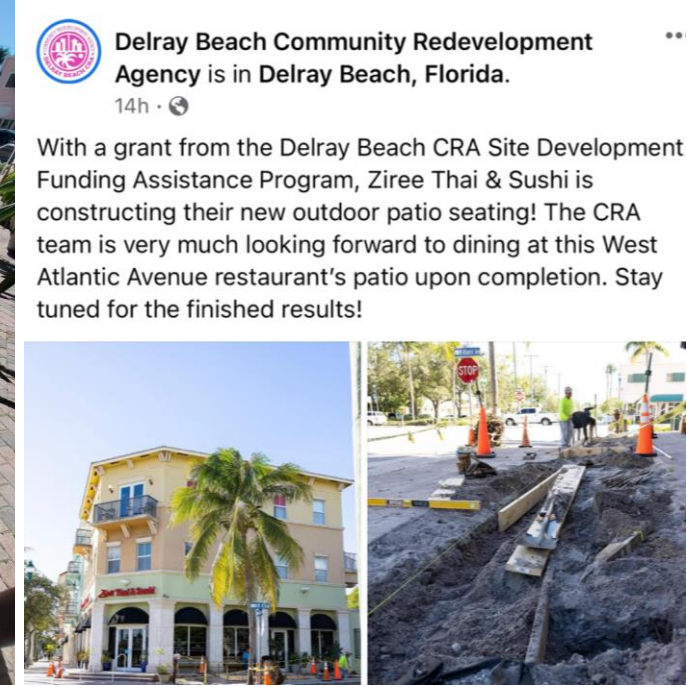 Delray Beach Community Redevelopment
Agency is in Delray Beach, Florida.
14h ·
With a grant from the Delray Beach CRA Site Development
Funding Assistance Program, Ziree Thai & Sushi is
constructing their new outdoor patio seating! The CRA
team is very much looking forward to dining at this West
Atlantic Avenue restaurant's patio upon completion. Stay
tuned for the finished results!
STOP
Ziree Thai & Sushi